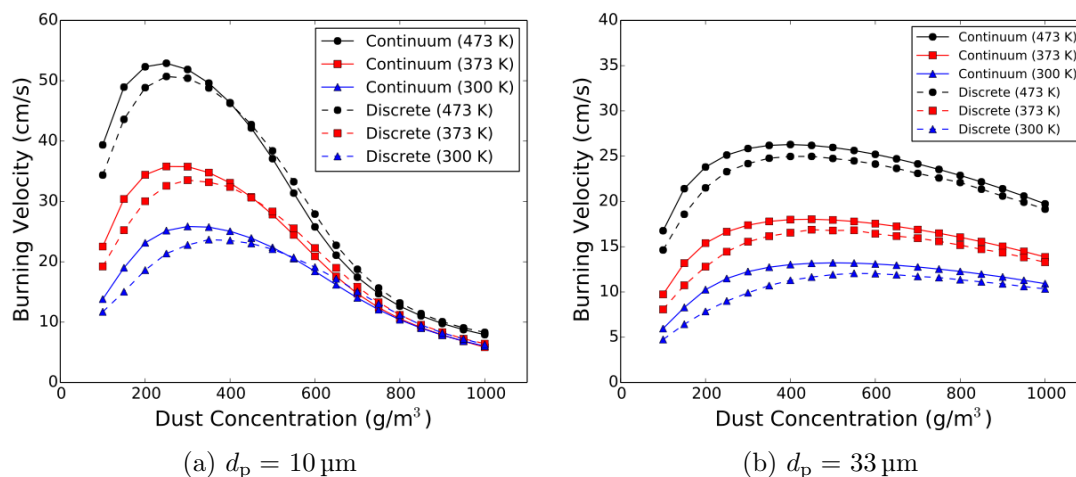 60
50
40
30
20
10
0
0
200
400
600
800
1000
Burning Velocity (cm/s)
Dust Concentration (g/m³)
Continuum (473 K)
Continuum (373 K)
Continuum (300 K)
Discrete (473 K)
Discrete (373 K)
Discrete (300 K)
(a) dₚ = 10 µm
40
35
30
25
20
15
10
5
0
0
200
400
600
800
1000
Burning Velocity (cm/s)
Dust Concentration (g/m³)
Continuum (473 K)
Continuum (373 K)
Continuum (300 K)
Discrete (473 K)
Discrete (373 K)
Discrete (300 K)
(b) dₚ = 33 µm